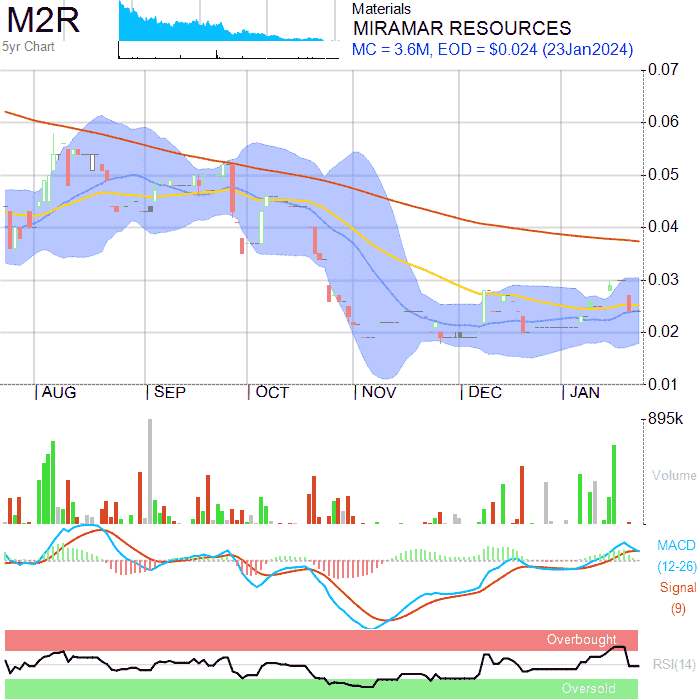 M2R
5yr Chart
Materials
MIRAMAR RESOURCES
MC = 3.6M, EOD = $0.024 (23Jan2024)
0.07
0.06
0.05
0.04
0.03
0.02
0.01
AUG SEP OCT NOV DEC JAN
895k
Volume
MACD
(12-26)
Signal
(9)
Overbought
RSI(14)
Oversold